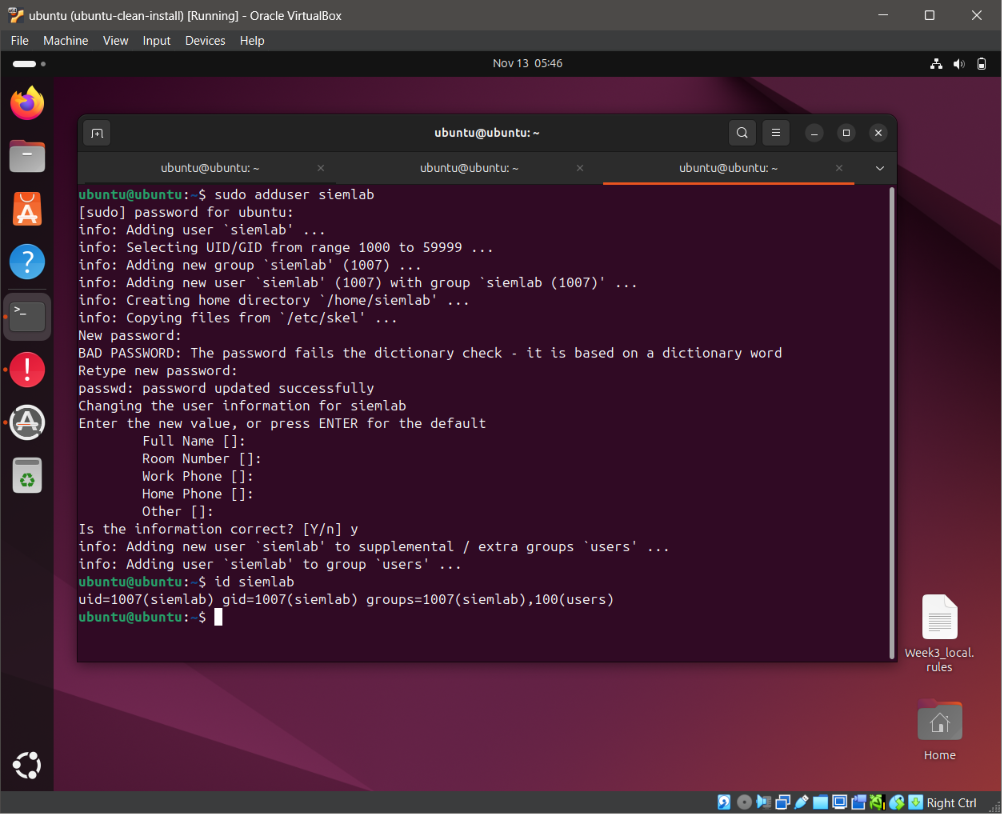 ubuntu (ubuntu-clean-install) [Running] - Oracle VirtualBox
File Machine View Input Devices Help
Nov 13 05:46
ubuntu@ubuntu: ~
ubuntu@ubuntu: ~ ubuntu@ubuntu: ~ ubuntu@ubuntu: ~
ubuntu@ubuntu:~$ sudo adduser siemlab
[sudo] password for ubuntu:
info: Adding user `siemlab' ...
info: Selecting UID/GID from range 1000 to 59999 ...
info: Adding new group `siemlab' (1007) ...
info: Adding new user `siemlab' (1007) with group `siemlab (1007)' ...
info: Creating home directory `/home/siemlab' ...
info: Copying files from `/etc/skel' ...
New password:
BAD PASSWORD: The password fails the dictionary check - it is based on a dictionary word
Retype new password:
passwd: password updated successfully
Changing the user information for siemlab
Enter the new value, or press ENTER for the default
Full Name []:
Room Number []:
Work Phone []:
Home Phone []:
Other []:
Is the information correct? [Y/n] y
info: Adding new user `siemlab' to supplemental / extra groups `users' ...
info: Adding user `siemlab' to group `users' ...
ubuntu@ubuntu:~$ id siemlab
uid=1007(siemlab) gid=1007(siemlab) groups=1007(siemlab),100(users)
ubuntu@ubuntu:~$
Week3_local.
rules
Home
Right Ctrl